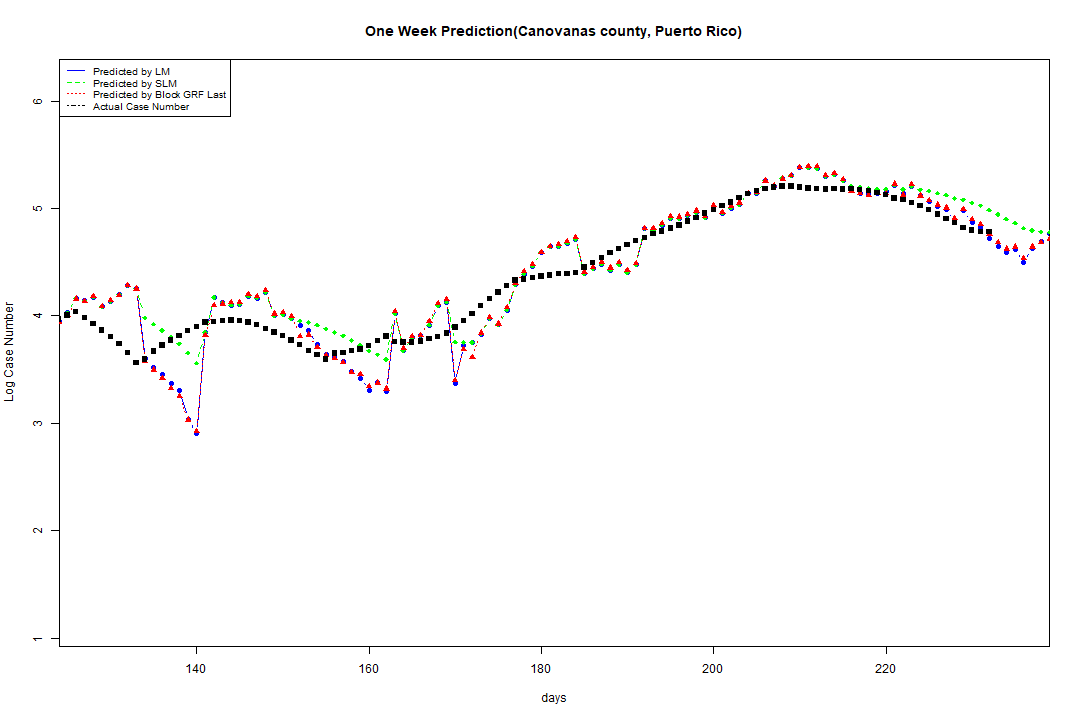 One Week Prediction(Canovanas county, Puerto Rico)
Predicted by LM
Predicted by SLM
Predicted by Block GRF Last
Actual Case Number
6
5
4
3
2
1
Log Case Number
140 160 180 200 220
days